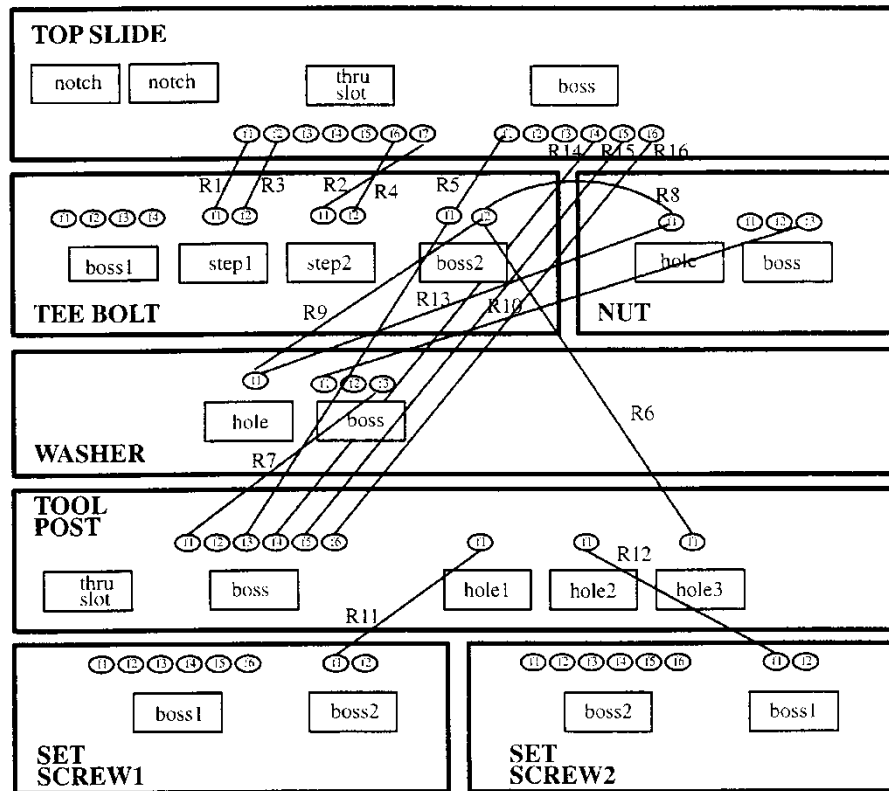 TOP SLIDE
notch notch thru slot boss
f1 f2 f3 f4 f5 f6 f7 f1 f2 f3 f4 f5 f6
R1 R3 R2 R4 R5 R14 R15 R16
R8
f1 f2 f3 f4 f1 f2 f1 f2 f1 f2 f1 f1 f2 f3
boss1 step1 step2 boss2 hole boss
R13 R10
TEE BOLT R9 NUT
f1 f1 f2 f3
hole boss R6
WASHER R7
TOOL
POST
f1 f2 f3 f4 f5 f6 f1 f1 f1
R12
thru slot boss hole1 hole2 hole3
R11
f1 f2 f3 f4 f5 f6 f1 f2 f1 f2 f3 f4 f5 f6 f1 f2
boss1 boss2 boss2 boss1
SET SET
SCREW1 SCREW2